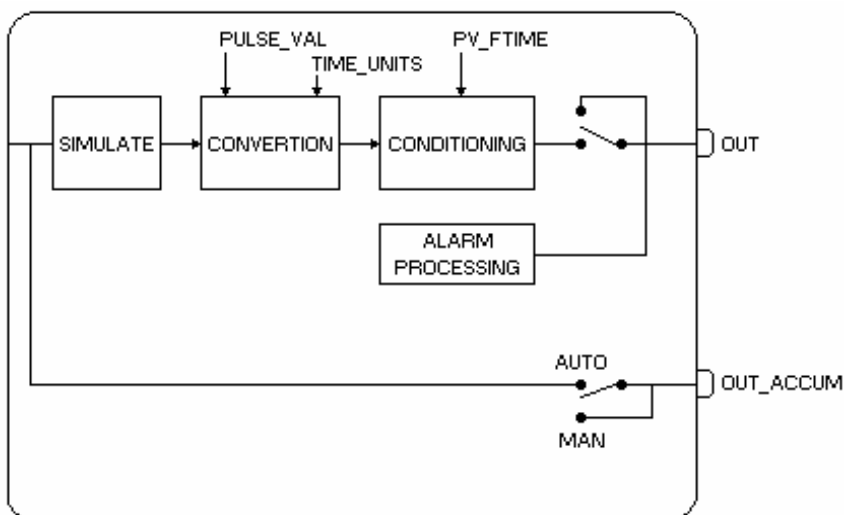 PULSE_VAL
TIME_UNITS
PV_FTIME
SIMULATE
CONVERTION
CONDITIONING
OUT
ALARM
PROCESSING
AUTO
OUT_ACCUM
MAN